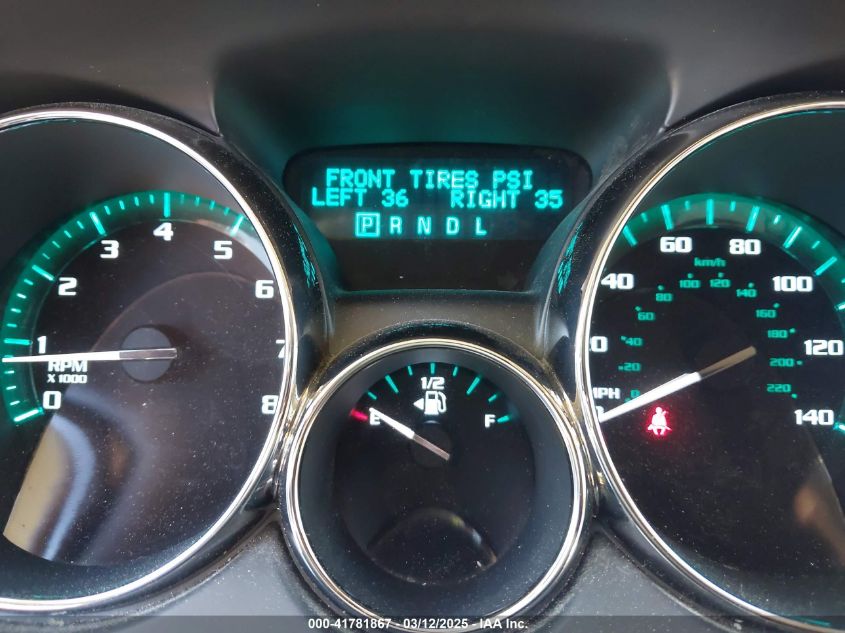 FRONT TIRES PSI
LEFT 36 RIGHT 35
P R N D L
0 1 2 3 4 5 6 7 8
RPM
X 1000
E 1/2 F
40 60 80 100 120 140
km/h
0 20 40 60 80 100 120 140 160 180 200 220
MPH
000-41781867 - 03/12/2025 - IAA Inc.